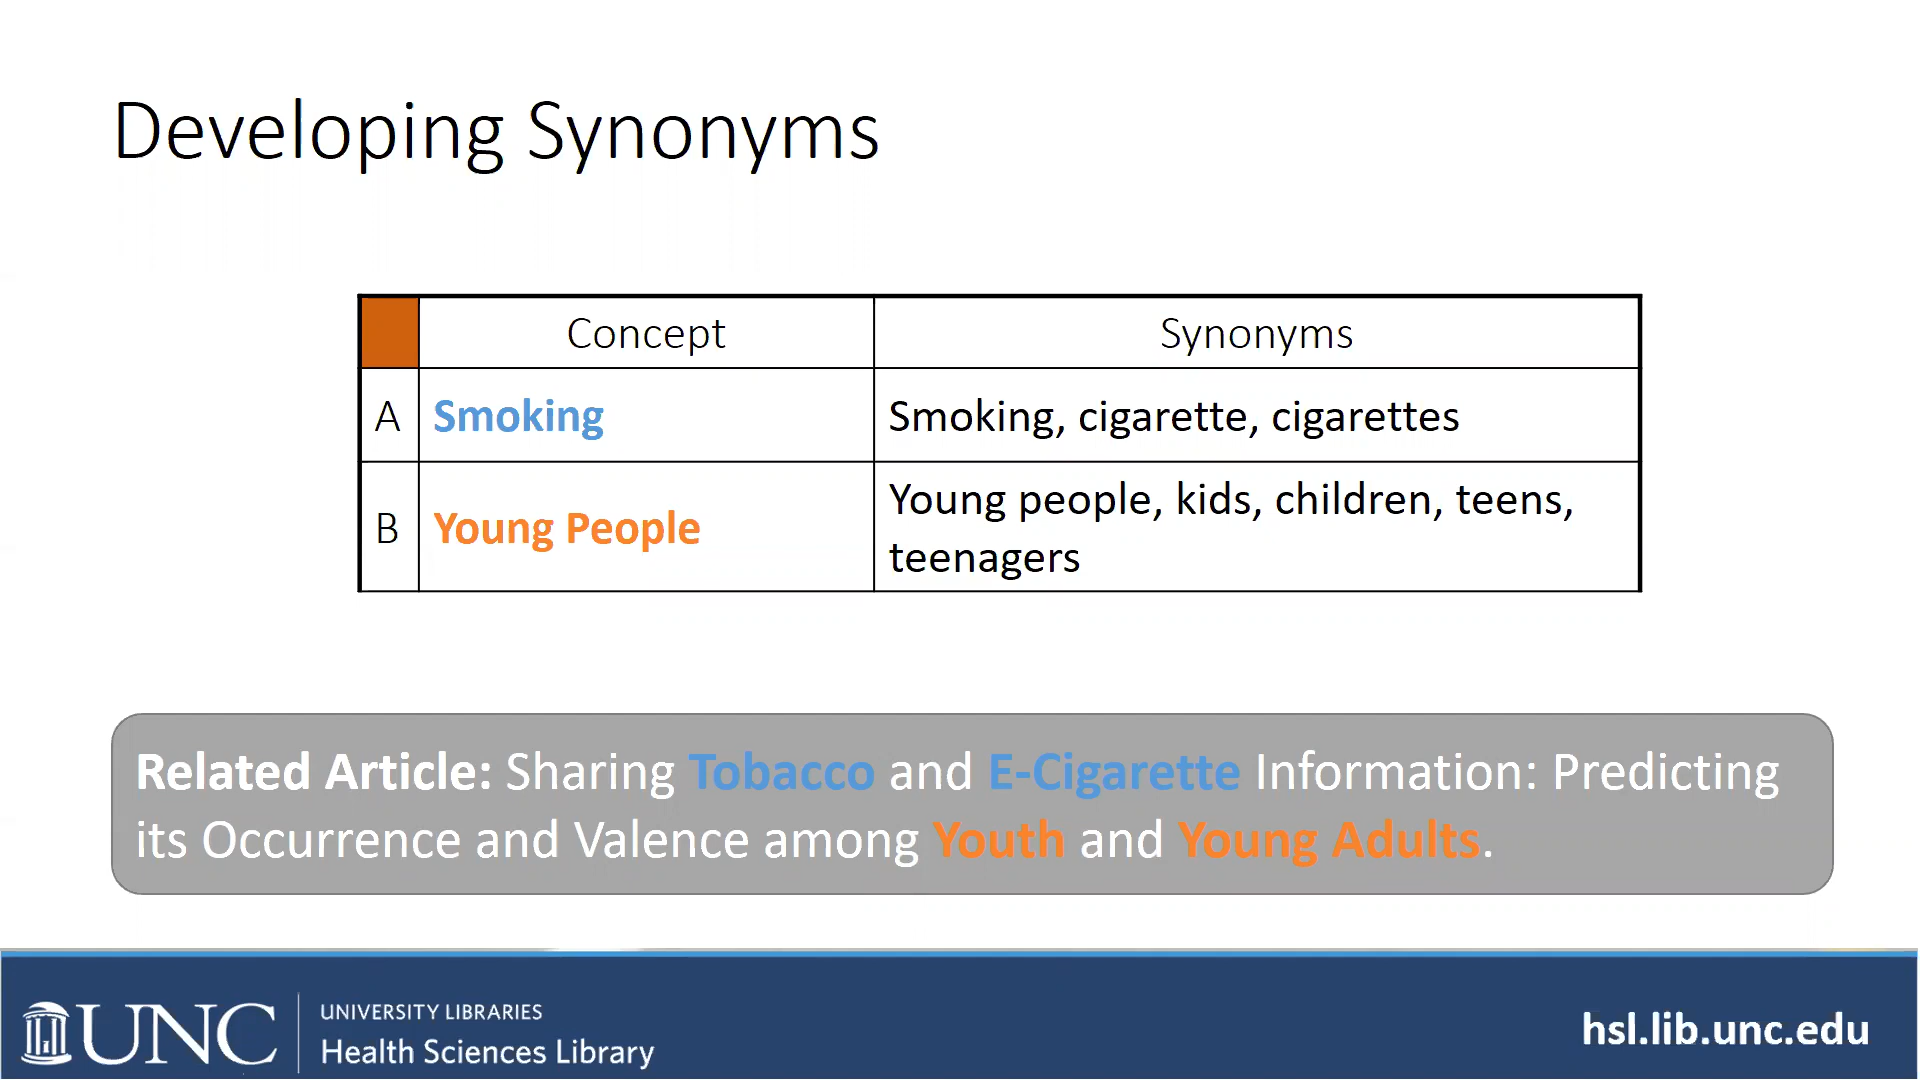 Developing Synonyms
Concept
Synonyms
A
Smoking
Smoking, cigarette, cigarettes
B
Young People
Young people, kids, children, teens,
teenagers
Related Article: Sharing Tobacco and E-Cigarette Information: Predicting
its Occurrence and Valence among Youth and Young Adults.
UNC
UNIVERSITY LIBRARIES
Health Sciences Library
hsl.lib.unc.edu